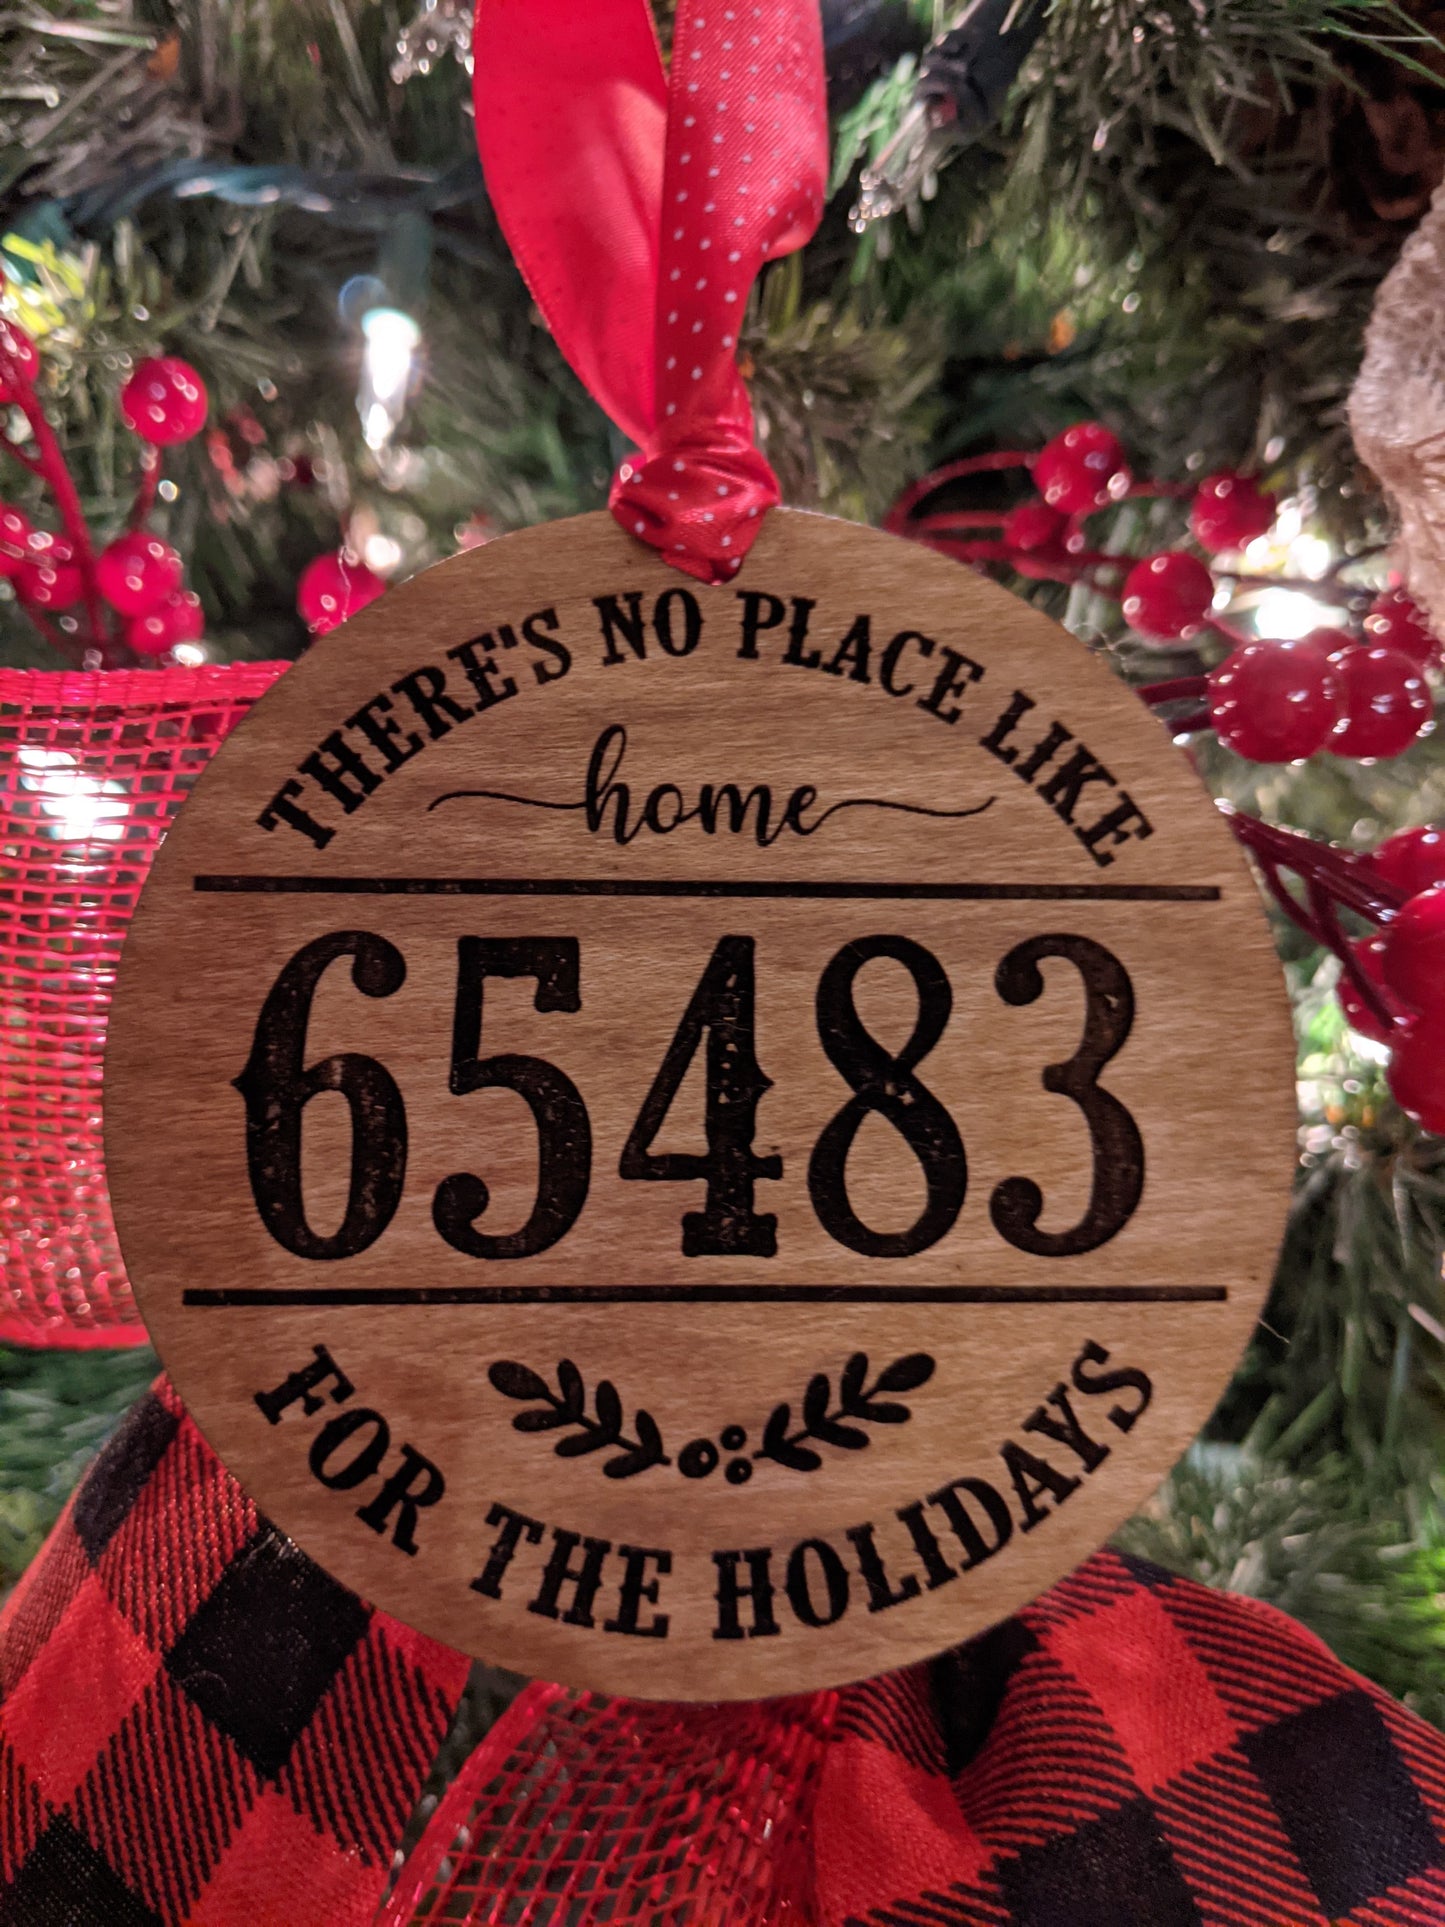 THERE'S NO PLACE LIKE
home
65483
FOR THE HOLIDAYS